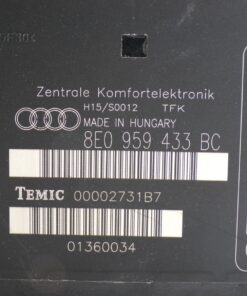 Zentrale Komfortelektronik
H15/S0012 TFK
MADE IN HUNGARY
8E0 959 433 BC
TEMIC 00002731B7
01360034